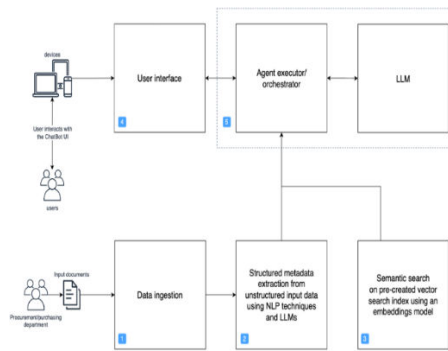 devices
User interacts with
the ChatBot UI
users
User interface
4
Agent executor/
orchestrator
5
LLM
Input documents
Procurement/purchasing
department
Data ingestion
1
Structured metadata
extraction from
unstructured input data
using NLP techniques
and LLMs
2
Semantic search
on pre-created vector
search index using an
embeddings model
3